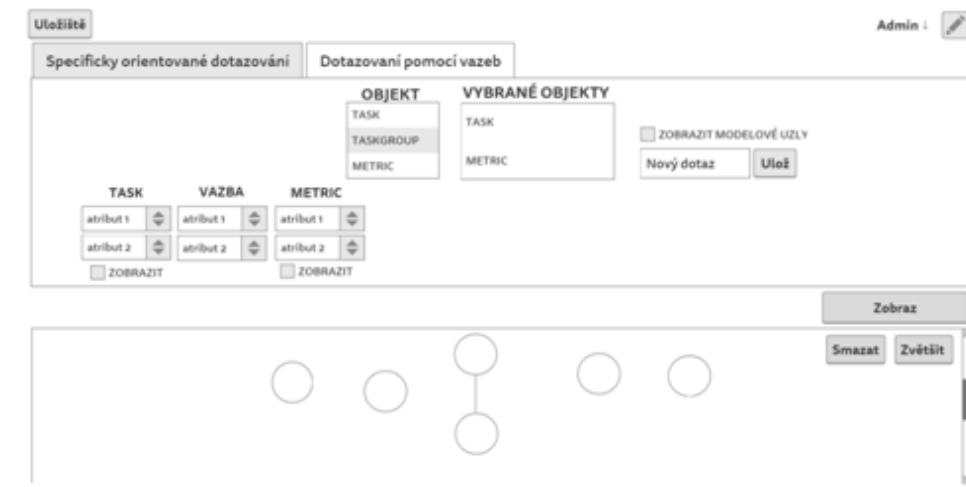 Uložiště
Admin ↓
Specificky orientované dotazování
Dotazovaní pomocí vazeb
OBJEKT
VYBRANÉ OBJEKTY
TASK
TASKGROUP
METRIC
TASK
METRIC
ZOBRAZIT MODELOVÉ UZLY
Nový dotaz
Ulož
TASK
VAZBA
METRIC
atribut 1
atribut 1
atribut 1
atribut 2
atribut 2
atribut 2
ZOBRAZIT
ZOBRAZIT
Zobraz
Smazat
Zvětšit